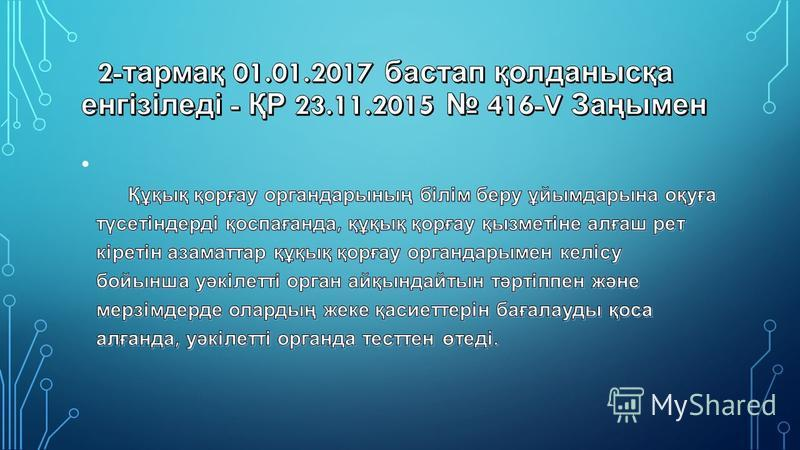 2-тармақ 01.01.2017 бастап қолданысқа
енгізіледі - ҚР 23.11.2015 № 416-V Заңымен
•
Құқық қорғау органдарының білім беру ұйымдарына оқуға
түсетіндерді қоспағанда, құқық қорғау қызметіне алғаш рет
кіретін азаматтар құқық қорғау органдарымен келісу
бойынша уәкілетті орган айқындайтын тәртіппен және
мерзімдерде олардың жеке қасиеттерін бағалауды қоса
алғанда, уәкілетті органда тесттен өтеді.
MyShared